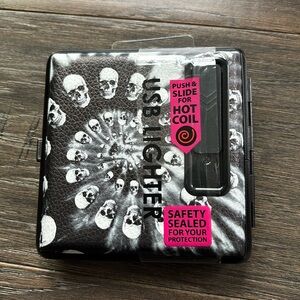 PUSH &
SLIDE
FOR
HOT
COIL
USB LIGHTER
SAFETY
SEALED
FOR YOUR
PROTECTION